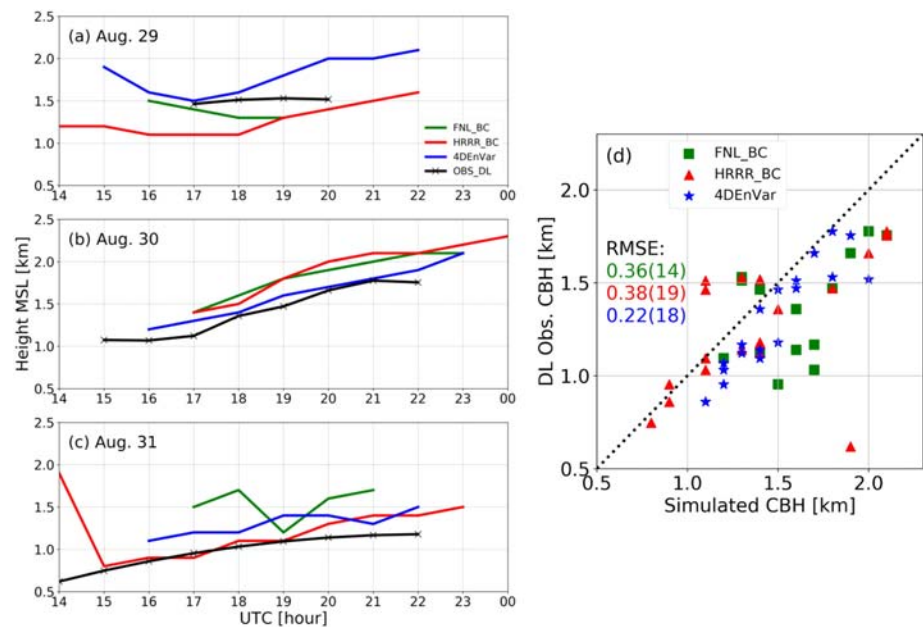 (a) Aug. 29
2.5
2.0
1.5
1.0
0.5
14 15 16 17 18 19 20 21 22 23 00
FNL_BC
HRRR_BC
4DEnVar
OBS_DL
(b) Aug. 30
2.5
2.0
1.5
1.0
0.5
14 15 16 17 18 19 20 21 22 23 00
Height MSL [km]
(c) Aug. 31
2.5
2.0
1.5
1.0
0.5
14 15 16 17 18 19 20 21 22 23 00
UTC [hour]
(d)
FNL_BC
HRRR_BC
4DEnVar
RMSE:
0.36(14)
0.38(19)
0.22(18)
DL Obs. CBH [km]
2.0
1.5
1.0
0.5
0.5 1.0 1.5 2.0
Simulated CBH [km]